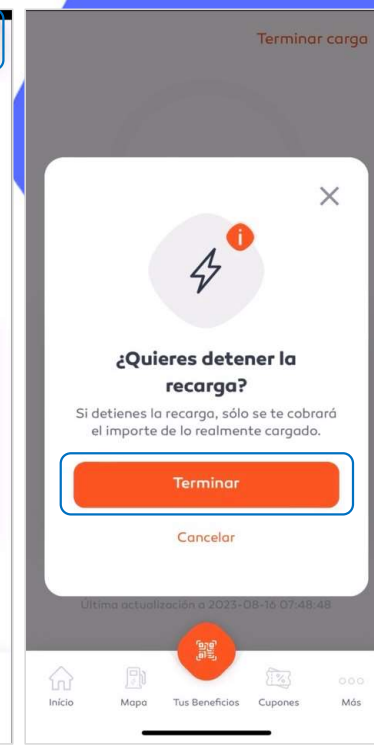 Terminar carga
i
¿Quieres detener la
recarga?
Si detienes la recarga, sólo se te cobrará
el importe de lo realmente cargado.
Terminar
Cancelar
Última actualización a 2023-08-16 07:48:48
Inicio Mapa Tus Beneficios Cupones Más